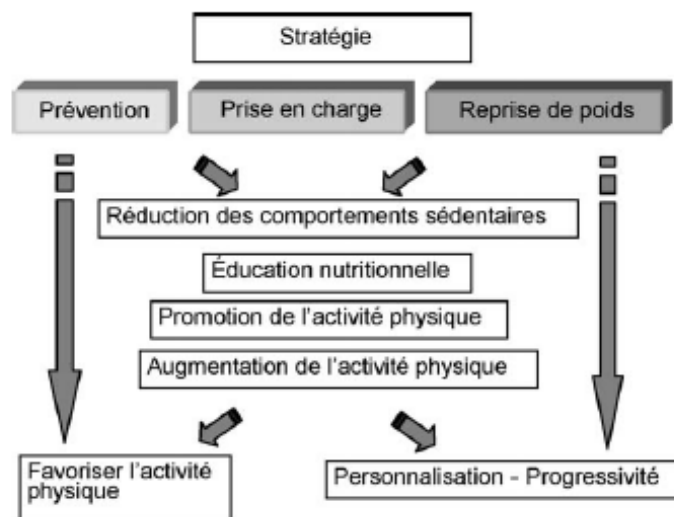 Stratégie
Prévention
Prise en charge
Reprise de poids
Réduction des comportements sédentaires
Éducation nutritionnelle
Promotion de l'activité physique
Augmentation de l'activité physique
Favoriser l'activité
physique
Personnalisation - Progressivité